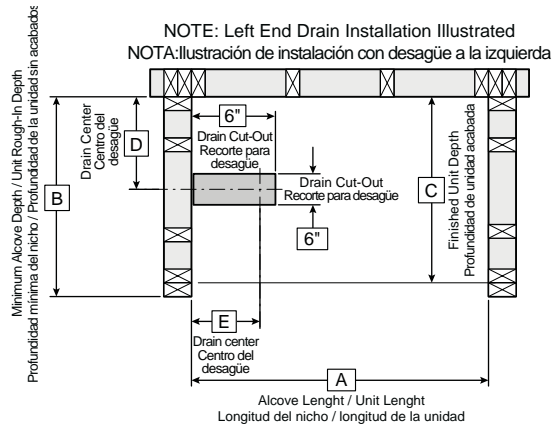 NOTE: Left End Drain Installation Illustrated
NOTA:Ilustración de instalación con desagüe a la izquierda
Minimum Alcove Depth / Unit Rough-In Depth
Profundidad mínima del nicho / Profundidad de la unidad sin acabados
B
Drain Center
Centro del
desagüe
D
6"
Drain Cut-Out
Recorte para
desagüe
Drain Cut-Out
Recorte para desagüe
6"
C
Finished Unit Depth
Profundidad de unidad acabada
E
Drain center
Centro del
desagüe
A
Alcove Lenght / Unit Lenght
Longitud del nicho / longitud de la unidad